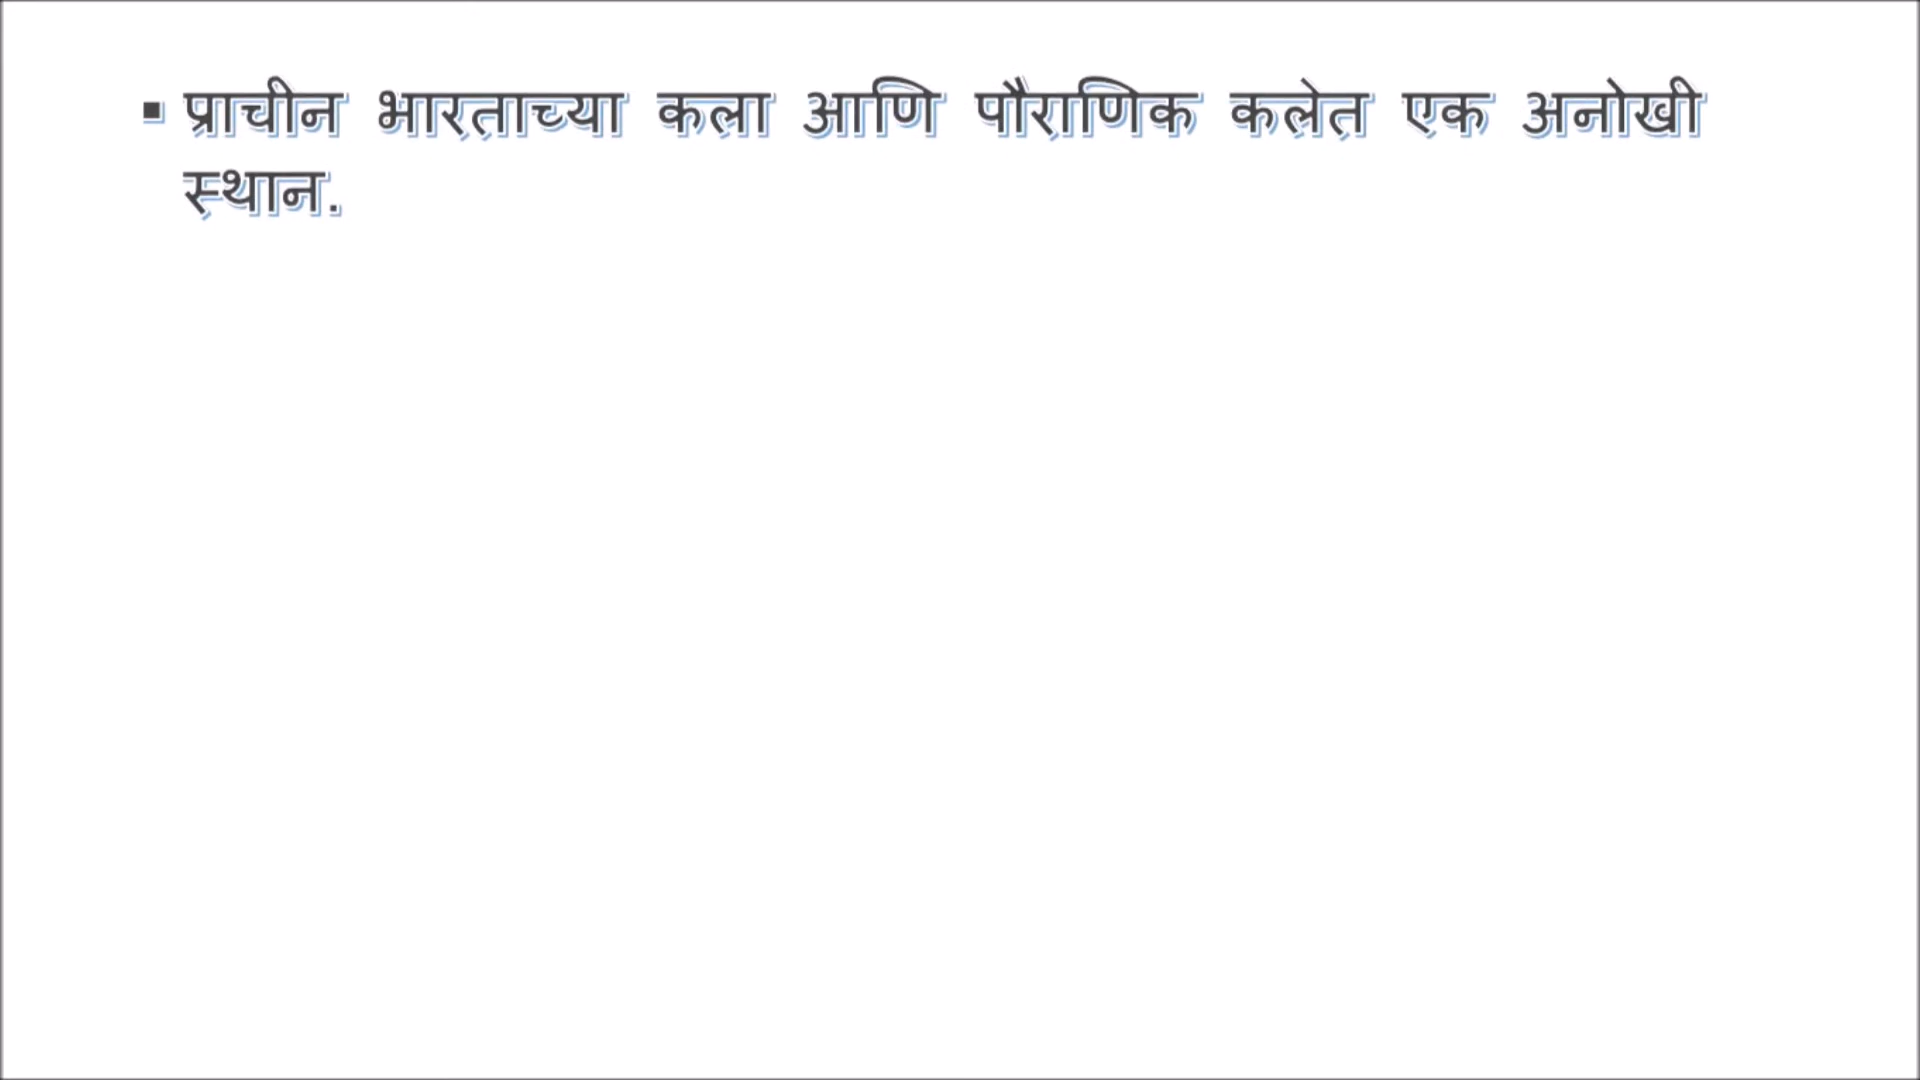 ▪ प्राचीन भारताच्या कला आणि पौराणिक कलेत एक अनोखी
स्थान.